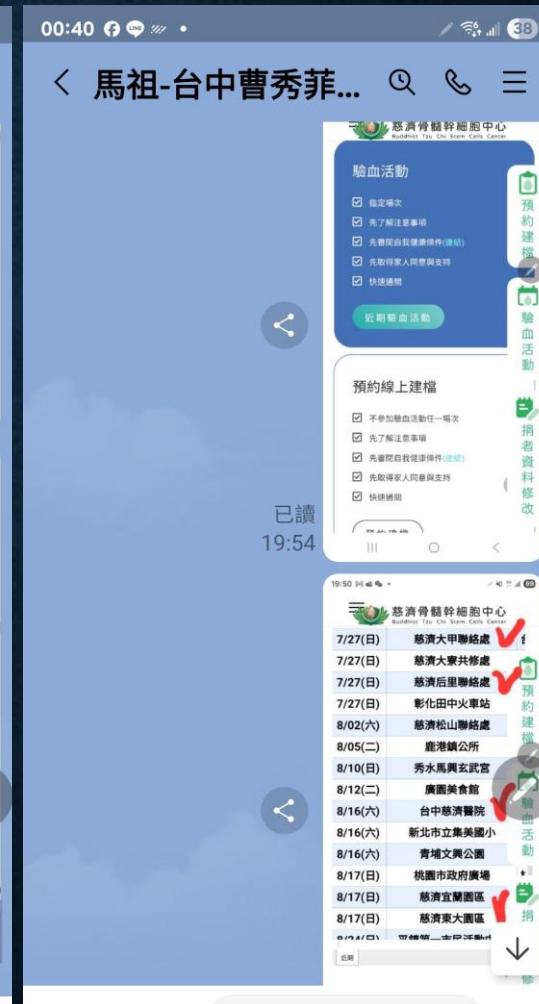 00:40
38
馬祖-台中曹秀菲...
慈濟骨髓幹細胞中心
Buddhist Tzu Chi Stem Cells Center
驗血活動
指定場次
先了解注意事項
先審閱自我健康條件(連結)
先取得家人同意與支持
快速通關
近期驗血活動
預約建檔
驗血活動
捐者資料修改
預約線上建檔
不參加驗血活動任一場次
先了解注意事項
先審閱自我健康條件(連結)
先取得家人同意與支持
快速通關
已讀
19:54
19:50
慈濟骨髓幹細胞中心
Buddhist Tzu Chi Stem Cells Center
7/27(日) 慈濟大甲聯絡處
7/27(日) 慈濟大寮共修處
7/27(日) 慈濟后里聯絡處
7/27(日) 彰化田中火車站
8/02(六) 慈濟松山聯絡處
8/05(二) 鹿港鎮公所
8/10(日) 秀水馬興玄武宮
8/12(二) 廣園美食館
8/16(六) 台中慈濟醫院
8/16(六) 新北市立集美國小
8/16(六) 青埔文興公園
8/17(日) 桃園市政府廣場
8/17(日) 慈濟宜蘭園區
8/17(日) 慈濟東大園區
8/24(日)
預約建檔
驗血活動
捐
修
近期